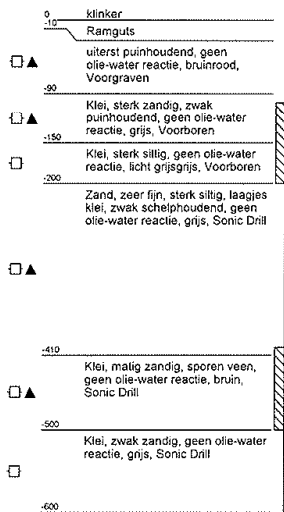 0
klinker
-10
Ramguts
uiterst puinhoudend, geen
olie-water reactie, bruinrood,
Voorgraven
-90
Klei, sterk zandig, zwak
puinhoudend, geen olie-water
reactie, grijs, Voorboren
-150
Klei, sterk siltig, geen olie-water
reactie, licht grijsgrijs, Voorboren
-200
Zand, zeer fijn, sterk siltig, laagjes
klei, zwak schelphoudend, geen
olie-water reactie, grijs, Sonic Drill
-410
Klei, matig zandig, sporen veen,
geen olie-water reactie, bruin,
Sonic Drill
-500
Klei, zwak zandig, geen olie-water
reactie, grijs, Sonic Drill
-600